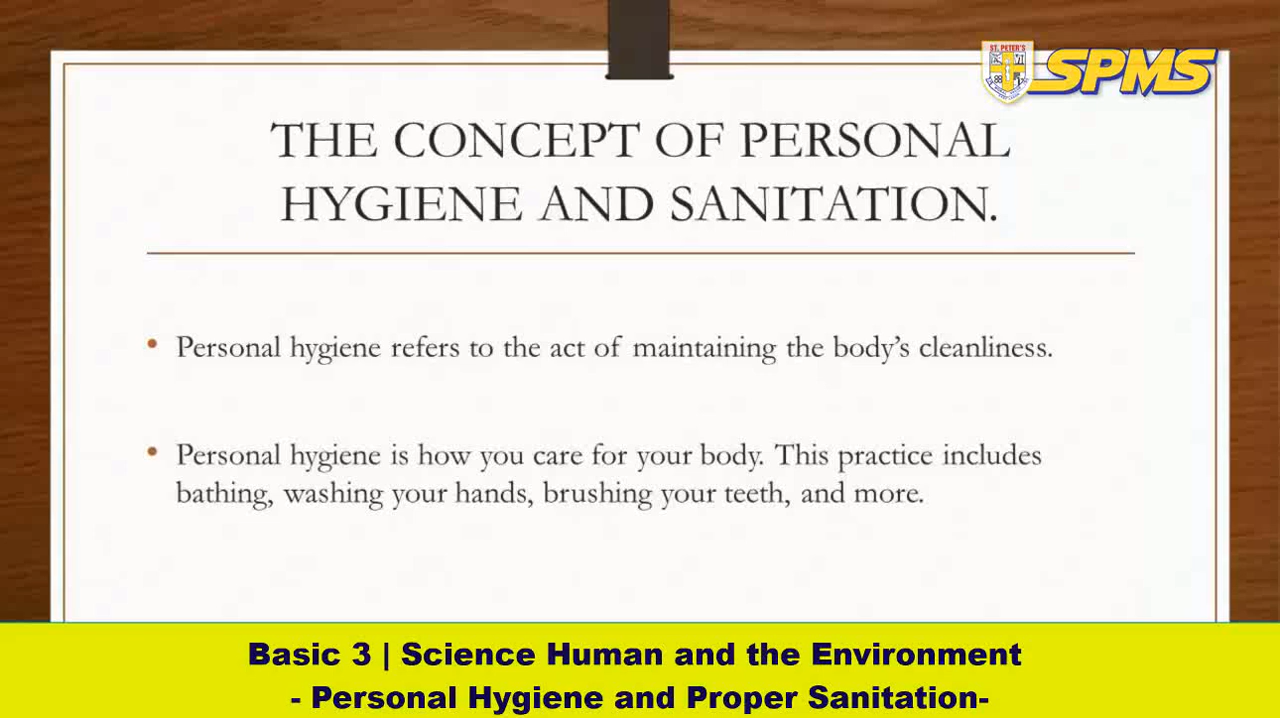 ST. PETER'S
SPMS
THE CONCEPT OF PERSONAL
HYGIENE AND SANITATION.
• Personal hygiene refers to the act of maintaining the body's cleanliness.
• Personal hygiene is how you care for your body. This practice includes
bathing, washing your hands, brushing your teeth, and more.
Basic 3 | Science Human and the Environment
- Personal Hygiene and Proper Sanitation-